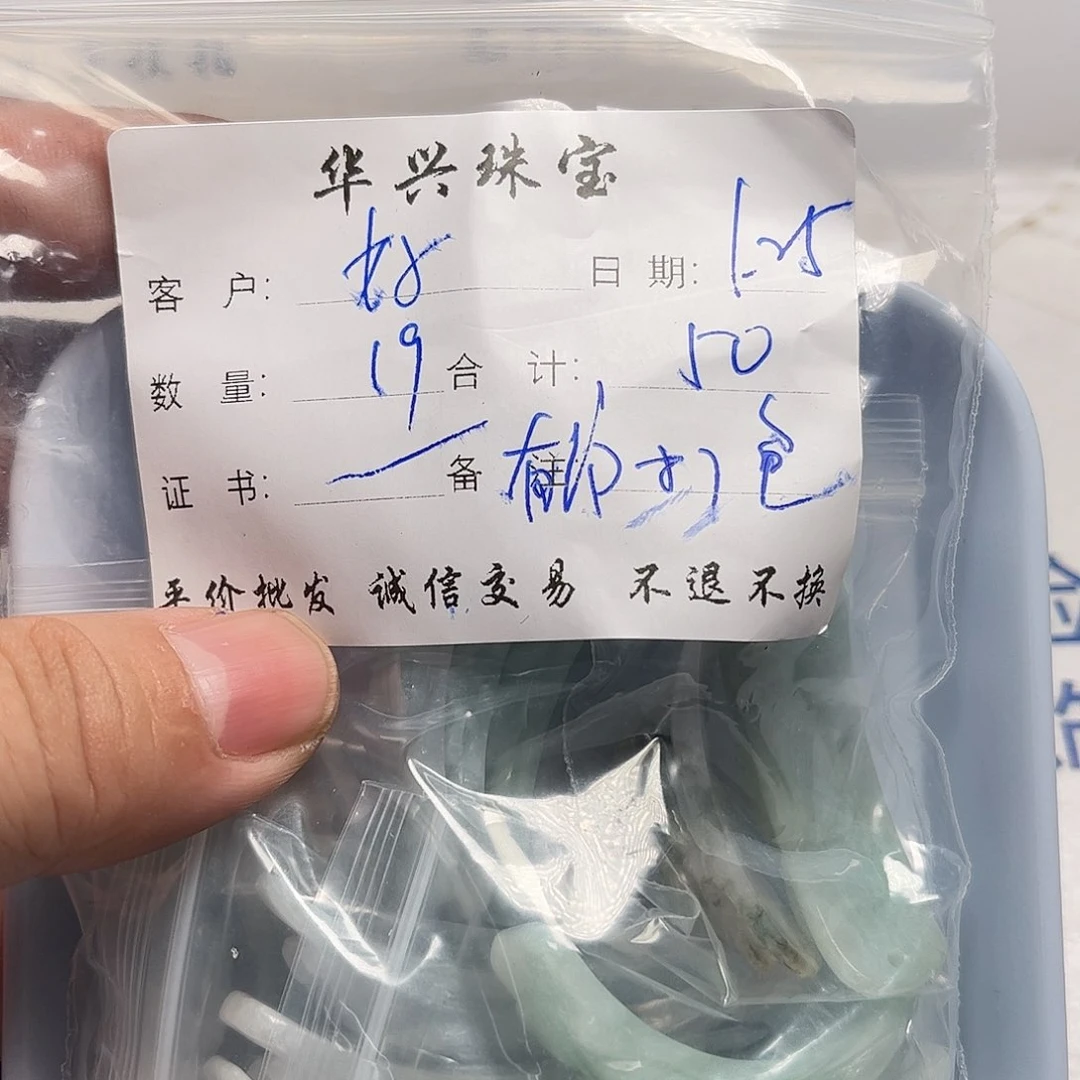 华兴珠宝
客户: 日期: 1.25
数量: 19 合计: 50
证书: 备注
平价批发 诚信交易 不退不换